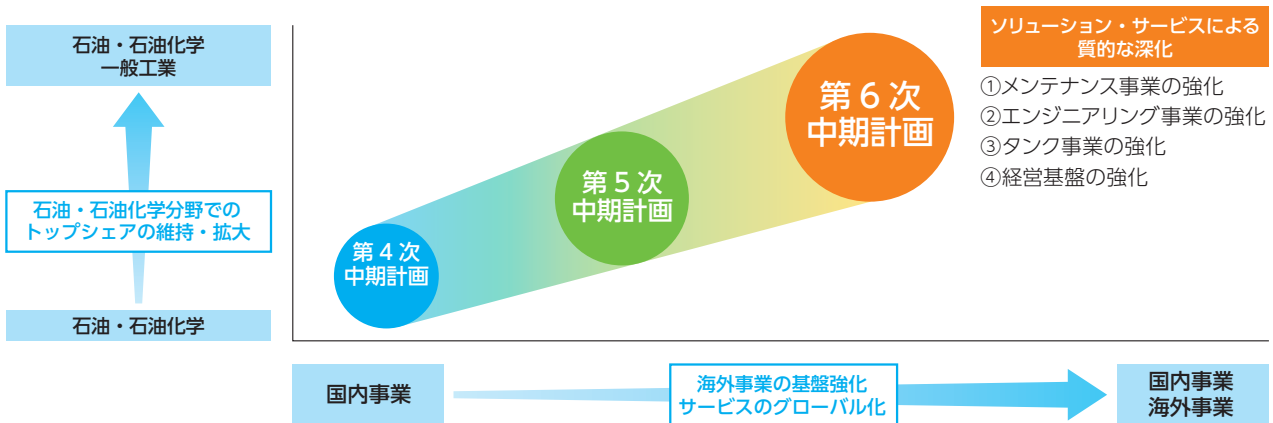 石油・石油化学
一般工業
石油・石油化学分野での
トップシェアの維持・拡大
石油・石油化学
第4次
中期計画
第5次
中期計画
第6次
中期計画
ソリューション・サービスによる
質的な深化
①メンテナンス事業の強化
②エンジニアリング事業の強化
③タンク事業の強化
④経営基盤の強化
国内事業
海外事業の基盤強化
サービスのグローバル化
国内事業
海外事業